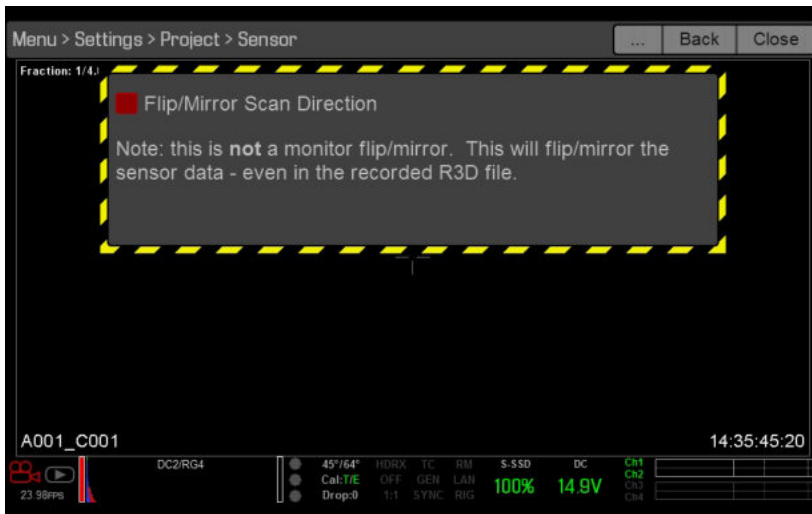 Menu > Settings > Project > Sensor
... Back Close
Fraction: 1/4.
Flip/Mirror Scan Direction
Note: this is not a monitor flip/mirror. This will flip/mirror the
sensor data - even in the recorded R3D file.
A001_C001
14:35:45:20
DC2/RG4
45°/64° HDRX TC RM S-SSD DC Ch1
Ch2
Cal:T/E OFF GEN LAN 100% 14.9V Ch3
23.98FPS Drop:0 1:1 SYNC RIG Ch4